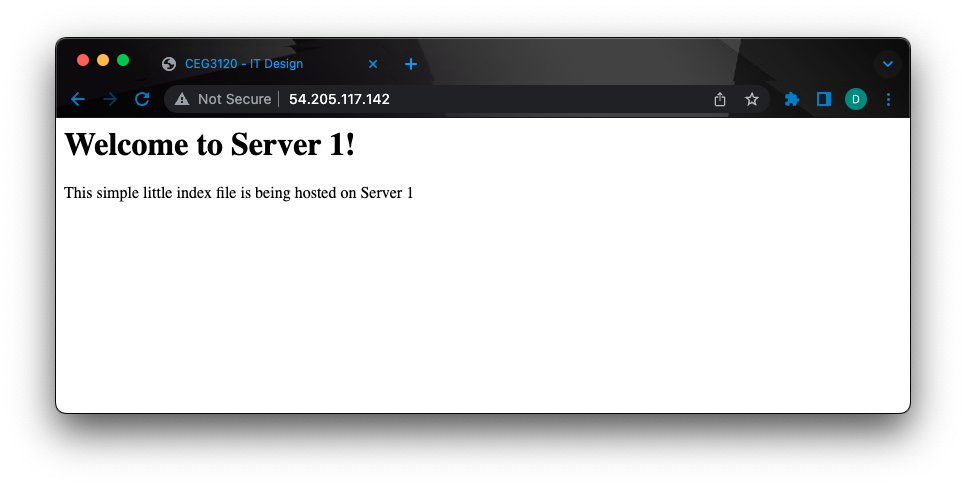 CEG3120 - IT Design
Not Secure 54.205.117.142
D
Welcome to Server 1!
This simple little index file is being hosted on Server 1